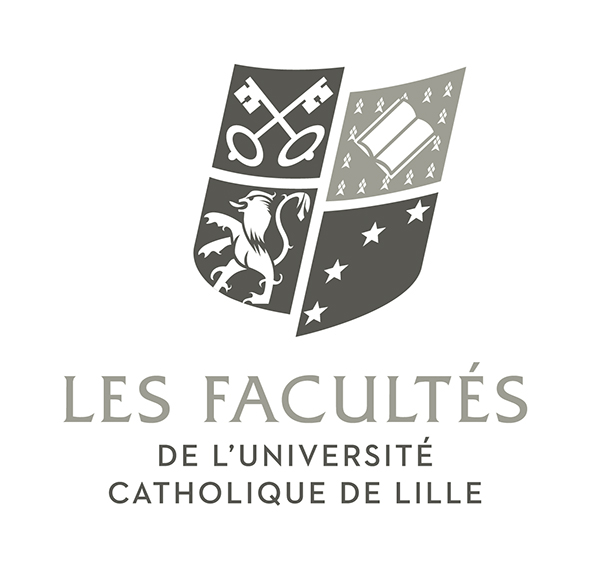 LES FACULTÉS
DE L'UNIVERSITÉ
CATHOLIQUE DE LILLE